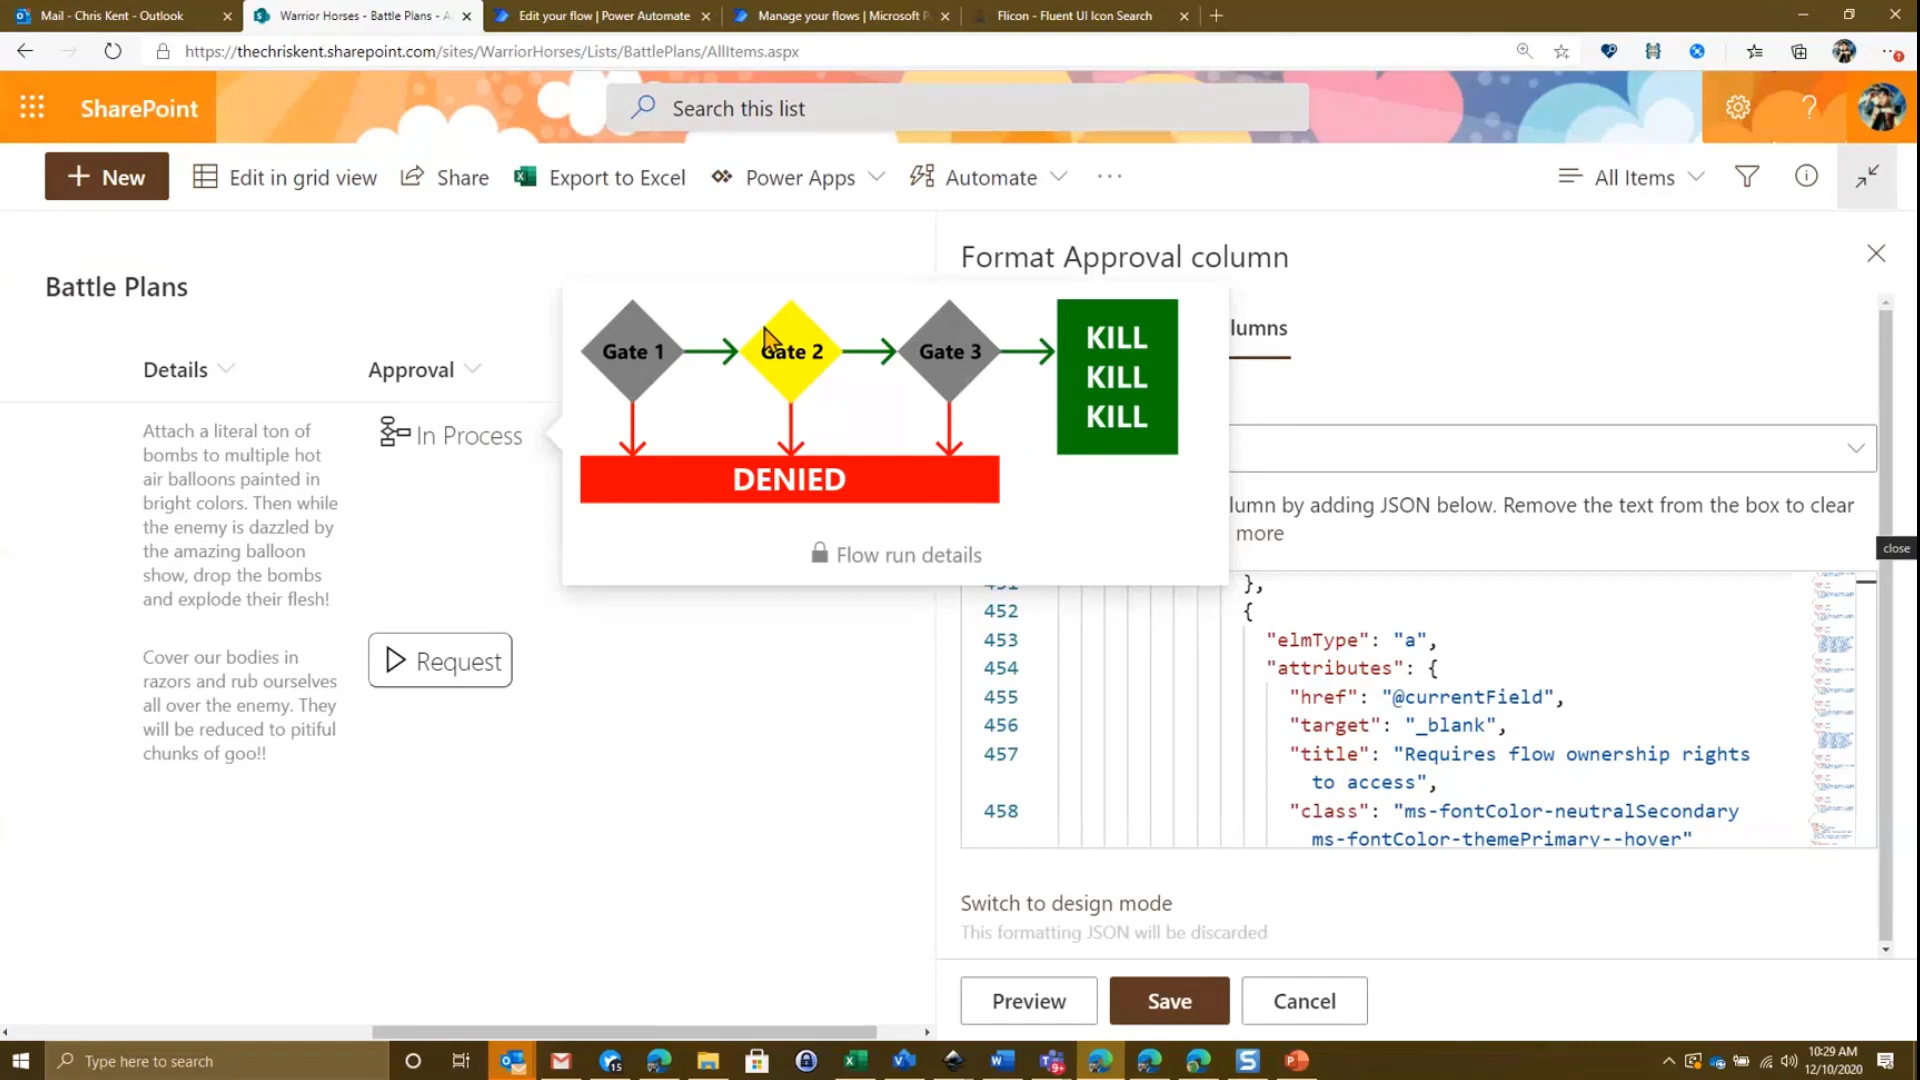 Mail - Chris Kent - Outlook
Warrior Horses - Battle Plans - A
Edit your flow | Power Automate
Manage your flows | Microsoft P
Flicon - Fluent UI Icon Search
https://thechriskent.sharepoint.com/sites/WarriorHorses/Lists/BattlePlans/AllItems.aspx
SharePoint
Search this list
New
Edit in grid view
Share
Export to Excel
Power Apps
Automate
All Items
Battle Plans
Details
Approval
Attach a literal ton of
bombs to multiple hot
air balloons painted in
bright colors. Then while
the enemy is dazzled by
the amazing balloon
show, drop the bombs
and explode their flesh!
In Process
Cover our bodies in
razors and rub ourselves
all over the enemy. They
will be reduced to pitiful
chunks of goo!!
Request
Gate 1
Gate 2
Gate 3
KILL
KILL
KILL
DENIED
Flow run details
Format Approval column
lumns
lumn by adding JSON below. Remove the text from the box to clear
more
close
451 },
452 {
453 "elmType": "a",
454 "attributes": {
455 "href": "@currentField",
456 "target": "_blank",
457 "title": "Requires flow ownership rights
to access",
458 "class": "ms-fontColor-neutralSecondary
ms-fontColor-themePrimary--hover"
Switch to design mode
This formatting JSON will be discarded
Preview
Save
Cancel
Type here to search
15
9+
10:29 AM
12/10/2020